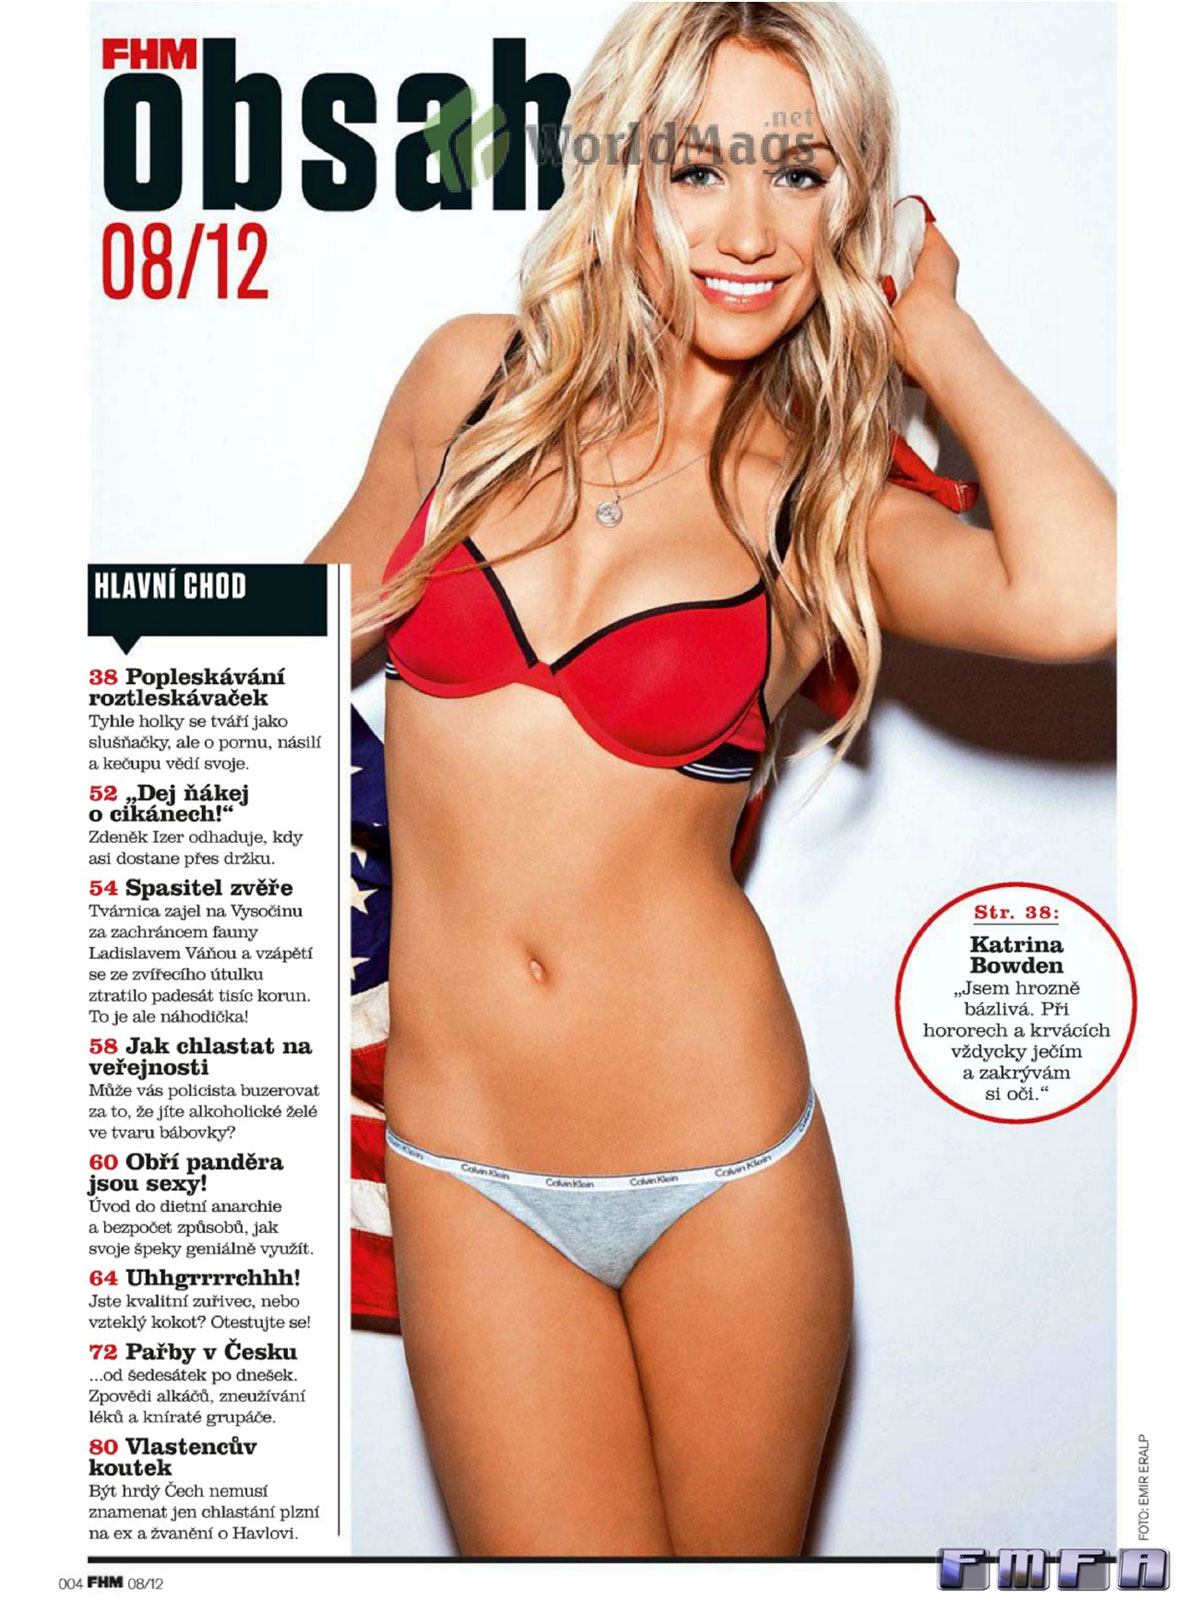 FHM
obsah
WorldMags
.net
08/12
HLAVNÍ CHOD
38 Popleskávání
roztleskávaček
Tyhle holky se tváří jako
slušňačky, ale o pornu, násilí
a kečupu vědí svoje.
52 „Dej ňákej
o cikánech!“
Zdeněk Izer odhaduje, kdy
asi dostane přes držku.
54 Spasitel zvěře
Tvárnica zajel na Vysočinu
za zachráncem fauny
Ladislavem Váňou a vzápětí
se ze zvířecího útulku
ztratilo padesát tisíc korun.
To je ale náhodička!
58 Jak chlastat na
veřejnosti
Může vás policista buzerovat
za to, že jíte alkoholické želé
ve tvaru bábovky?
60 Obří panděra
jsou sexy!
Úvod do dietní anarchie
a bezpočet způsobů, jak
svoje špeky geniálně využít.
64 Uhhgrrrrchhh!
Jste kvalitní zuřivec, nebo
vzteklý kokot? Otestujte se!
72 Pařby v Česku
...od šedesátek po dnešek.
Zpovědi alkáčů, zneužívání
léků a kníraté grupáče.
80 Vlastencův
koutek
Být hrdý Čech nemusí
znamenat jen chlastání plzní
na ex a žvanění o Havlovi.
Str. 38:
Katrina
Bowden
„Jsem hrozně
bázlivá. Při
hororech a krvácích
vždycky ječím
a zakrývám
si oči.“
Calvin Klein Calvin Klein Calvin Klein Calvin Klein Calvin Klein
FOTO: EMIR ERALP
004 FHM 08/12
FMFA